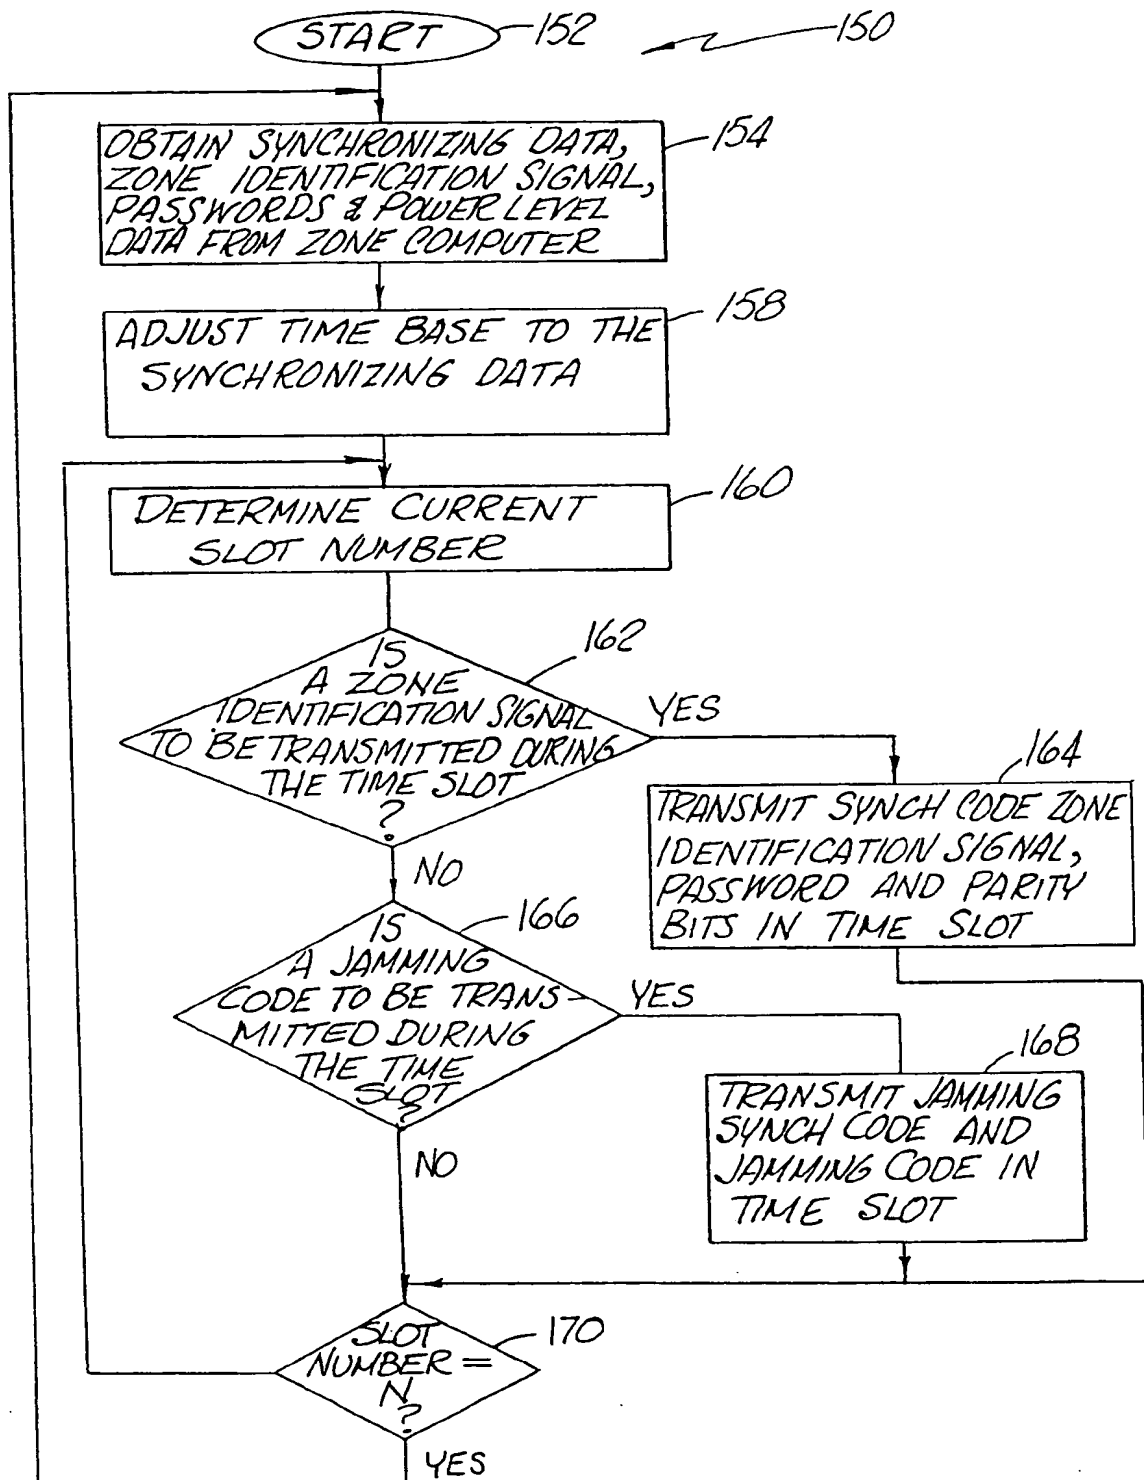 START
152
150
OBTAIN SYNCHRONIZING DATA,
ZONE IDENTIFICATION SIGNAL,
PASSWORDS & POWER LEVEL
DATA FROM ZONE COMPUTER
154
ADJUST TIME BASE TO THE
SYNCHRONIZING DATA
158
DETERMINE CURRENT
SLOT NUMBER
160
IS
A ZONE
IDENTIFICATION SIGNAL
TO BE TRANSMITTED DURING
THE TIME SLOT
?
162
YES
NO
TRANSMIT SYNCH CODE ZONE
IDENTIFICATION SIGNAL,
PASSWORD AND PARITY
BITS IN TIME SLOT
164
IS
A JAMMING
CODE TO BE TRANS-
MITTED DURING
THE TIME
SLOT
?
166
YES
NO
TRANSMIT JAMMING
SYNCH CODE AND
JAMMING CODE IN
TIME SLOT
168
SLOT
NUMBER =
N
?
170
YES